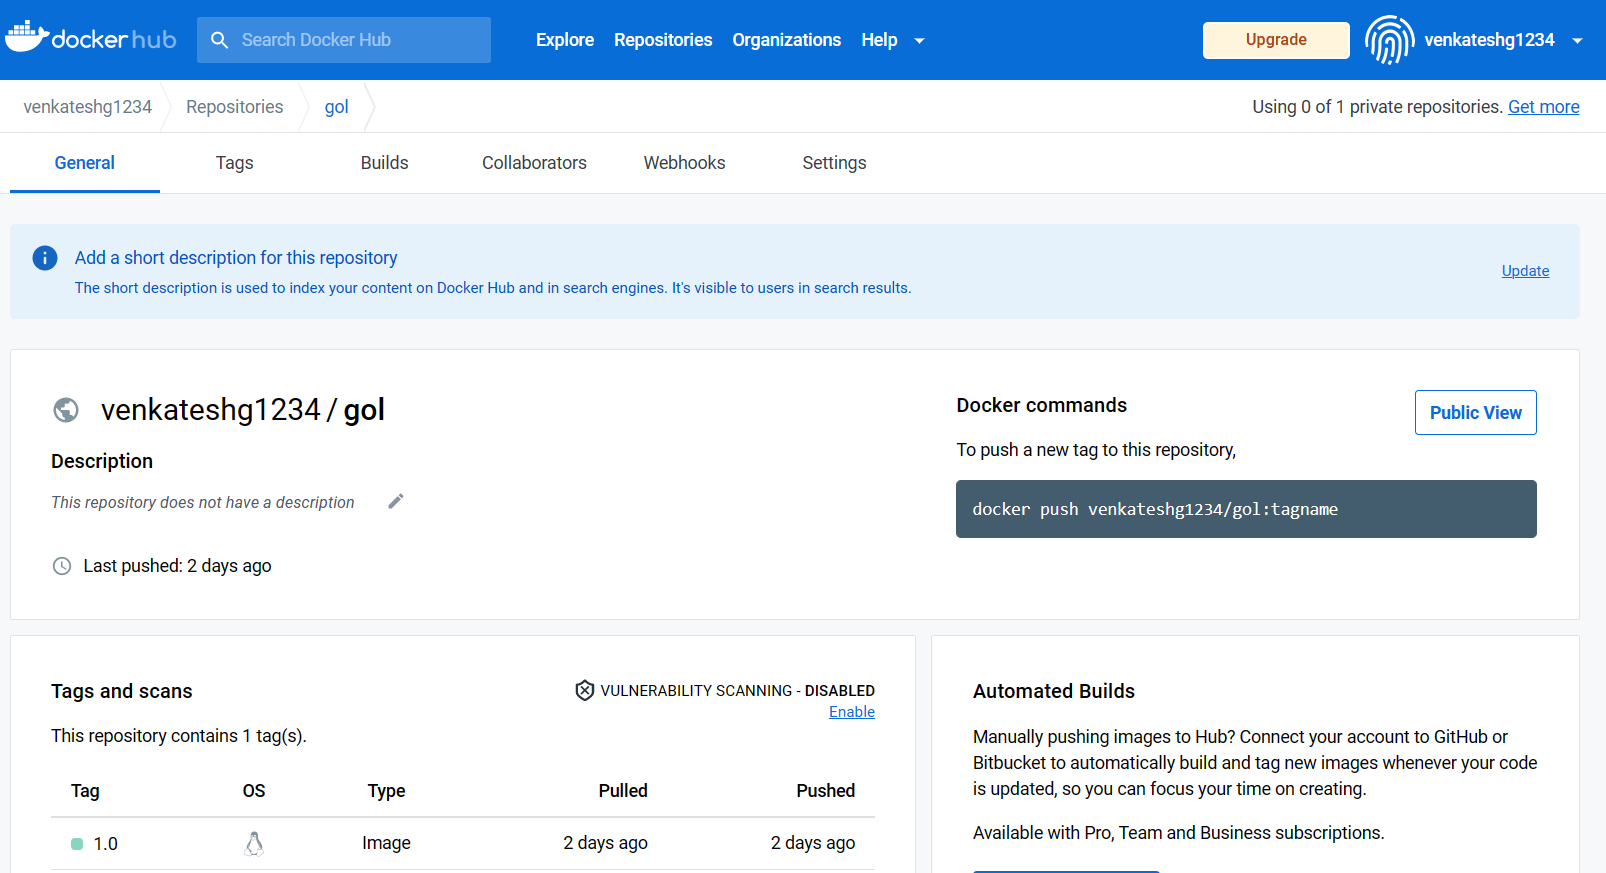 docker hub
Search Docker Hub
Explore Repositories Organizations Help
Upgrade
venkateshg1234
venkateshg1234 Repositories gol
Using 0 of 1 private repositories. Get more
General Tags Builds Collaborators Webhooks Settings
Add a short description for this repository
The short description is used to index your content on Docker Hub and in search engines. It's visible to users in search results.
Update
venkateshg1234 / gol
Description
This repository does not have a description
Last pushed: 2 days ago
Docker commands
Public View
To push a new tag to this repository,
docker push venkateshg1234/gol:tagname
Tags and scans
VULNERABILITY SCANNING - DISABLED
Enable
This repository contains 1 tag(s).
Tag OS Type Pulled Pushed
1.0 Image 2 days ago 2 days ago
Automated Builds
Manually pushing images to Hub? Connect your account to GitHub or
Bitbucket to automatically build and tag new images whenever your code
is updated, so you can focus your time on creating.
Available with Pro, Team and Business subscriptions.